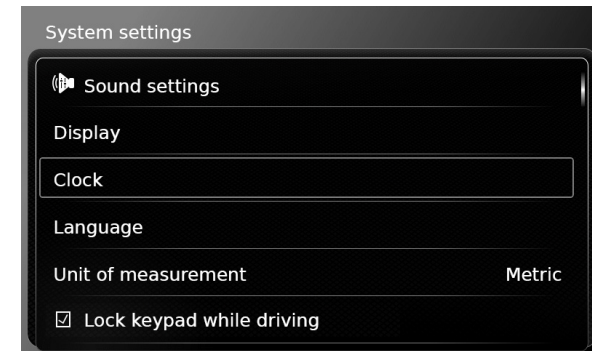 System settings
Sound settings
Display
Clock
Language
Unit of measurement Metric
Lock keypad while driving